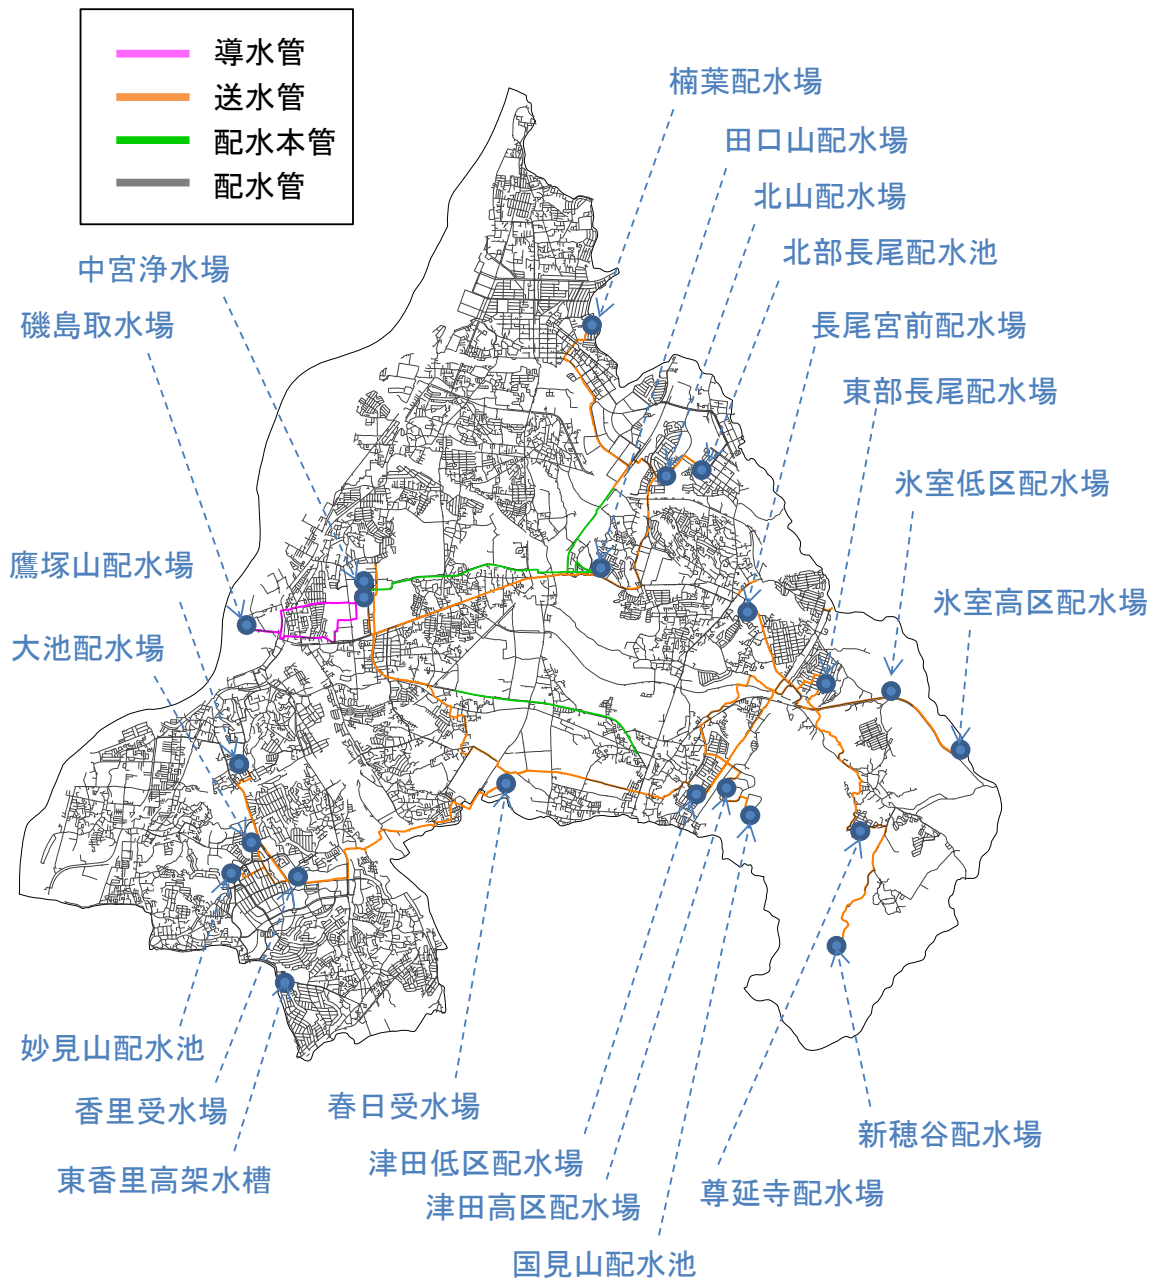 導水管
送水管
配水本管
配水管
楠葉配水場
田口山配水場
北山配水場
北部長尾配水池
中宮浄水場
磯島取水場
長尾宮前配水場
東部長尾配水場
氷室低区配水場
鷹塚山配水場
氷室高区配水場
大池配水場
妙見山配水池
香里受水場
春日受水場
新穂谷配水場
津田低区配水場
東香里高架水槽
尊延寺配水場
津田高区配水場
国見山配水池